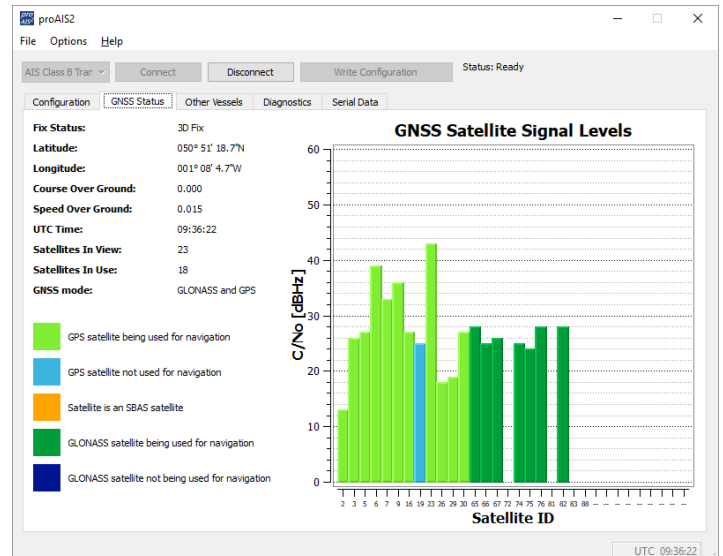 proAIS2
File Options Help
AIS Class B Tran Connect Disconnect Write Configuration Status: Ready
Configuration GNSS Status Other Vessels Diagnostics Serial Data
Fix Status: 3D Fix
Latitude: 050° 51' 18.7"N
Longitude: 001° 08' 4.7"W
Course Over Ground: 0.000
Speed Over Ground: 0.015
UTC Time: 09:36:22
Satellites In View: 23
Satellites In Use: 18
GNSS mode: GLONASS and GPS
GPS satellite being used for navigation
GPS satellite not used for navigation
Satellite is an SBAS satellite
GLONASS satellite being used for navigation
GLONASS satellite not being used for navigation
GNSS Satellite Signal Levels
60
50
40
30
20
10
0
C/No [dBHz]
2 3 5 6 7 9 16 19 23 26 29 30 65 66 67 72 74 75 76 81 82 83 88 -- -- -- -- -- -- -- --
Satellite ID
UTC 09:36:22